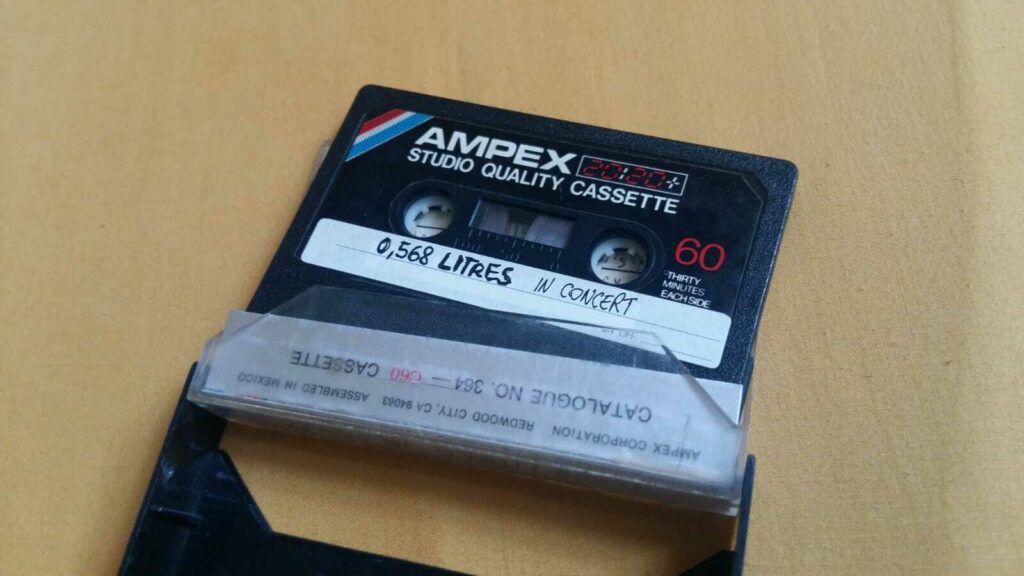 AMPEX 20:20+
STUDIO QUALITY CASSETTE
60
THIRTY
MINUTES
EACH SIDE
0,568 LITRES IN CONCERT
CATALOGUE NO. 364 — C60 CASSETTE
AMPEX CORPORATION REDWOOD CITY, CA 94063 ASSEMBLED IN MEXICO